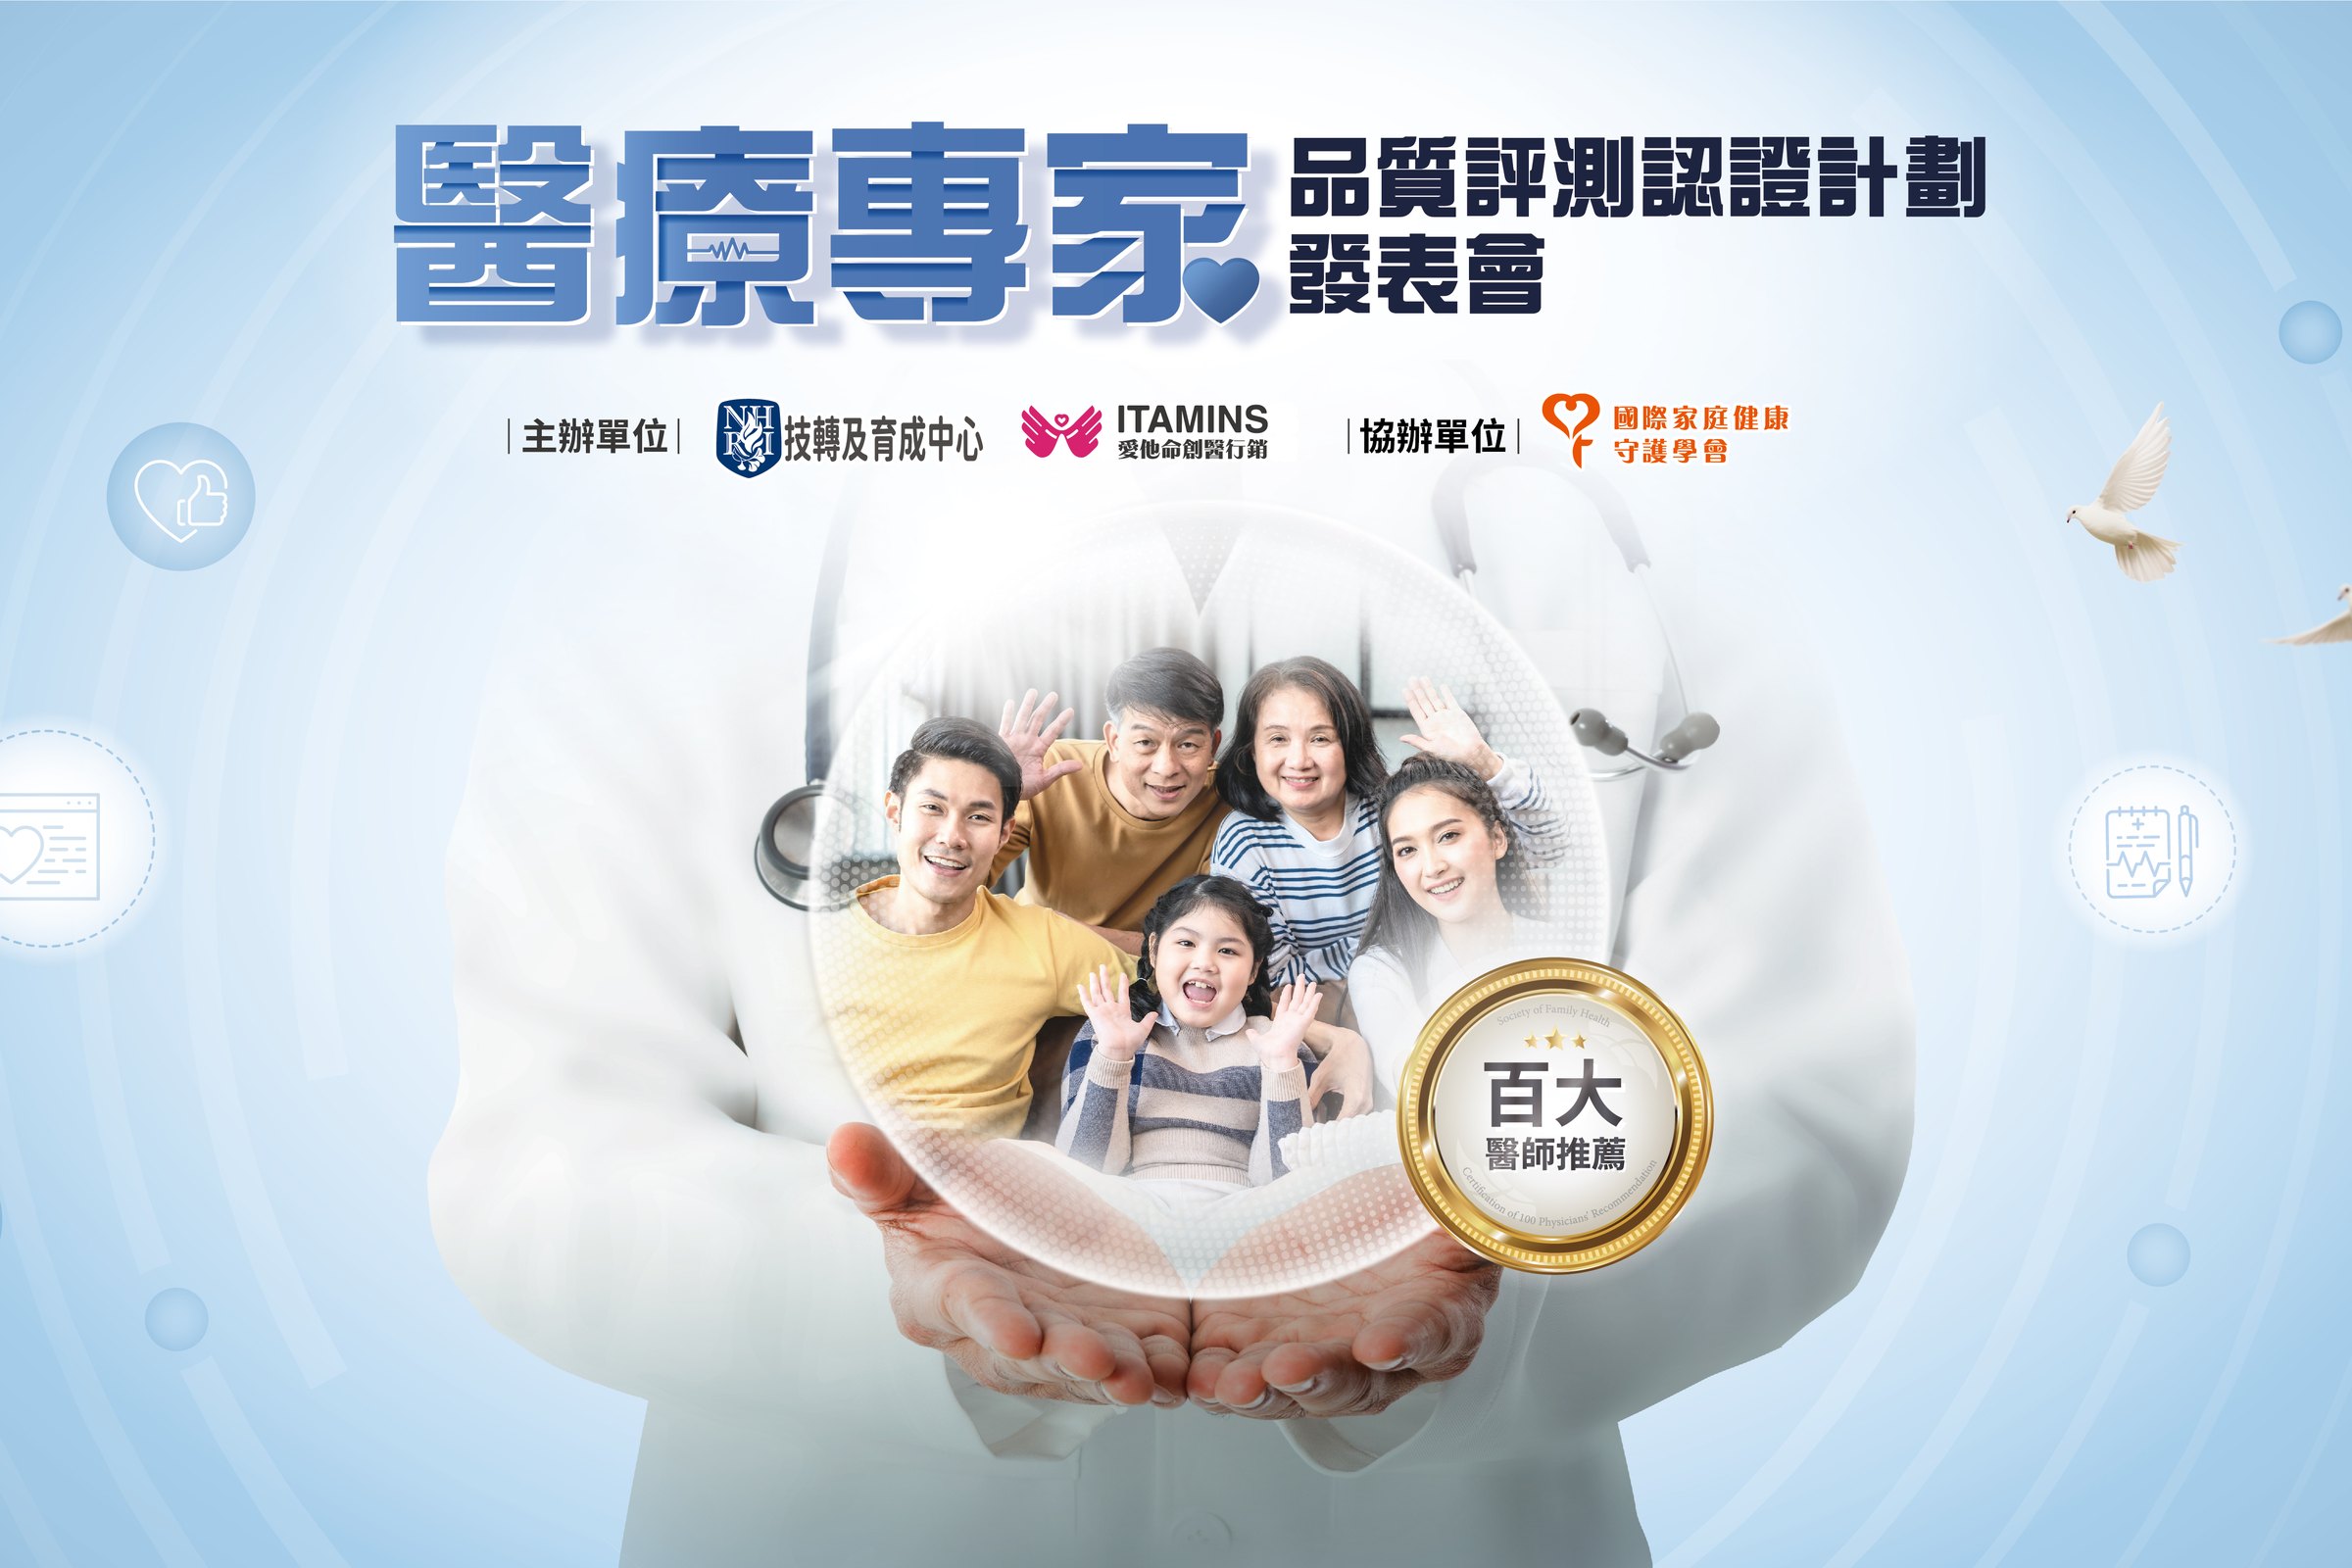 醫療專家
品質評測認證計劃
發表會
主辦單位
NHRI
技轉及育成中心
ITAMINS
愛他命創醫行銷
協辦單位
國際家庭健康
守護學會
Society of Family Health
百大
醫師推薦
Certification of 100 Physicians' Recommendation